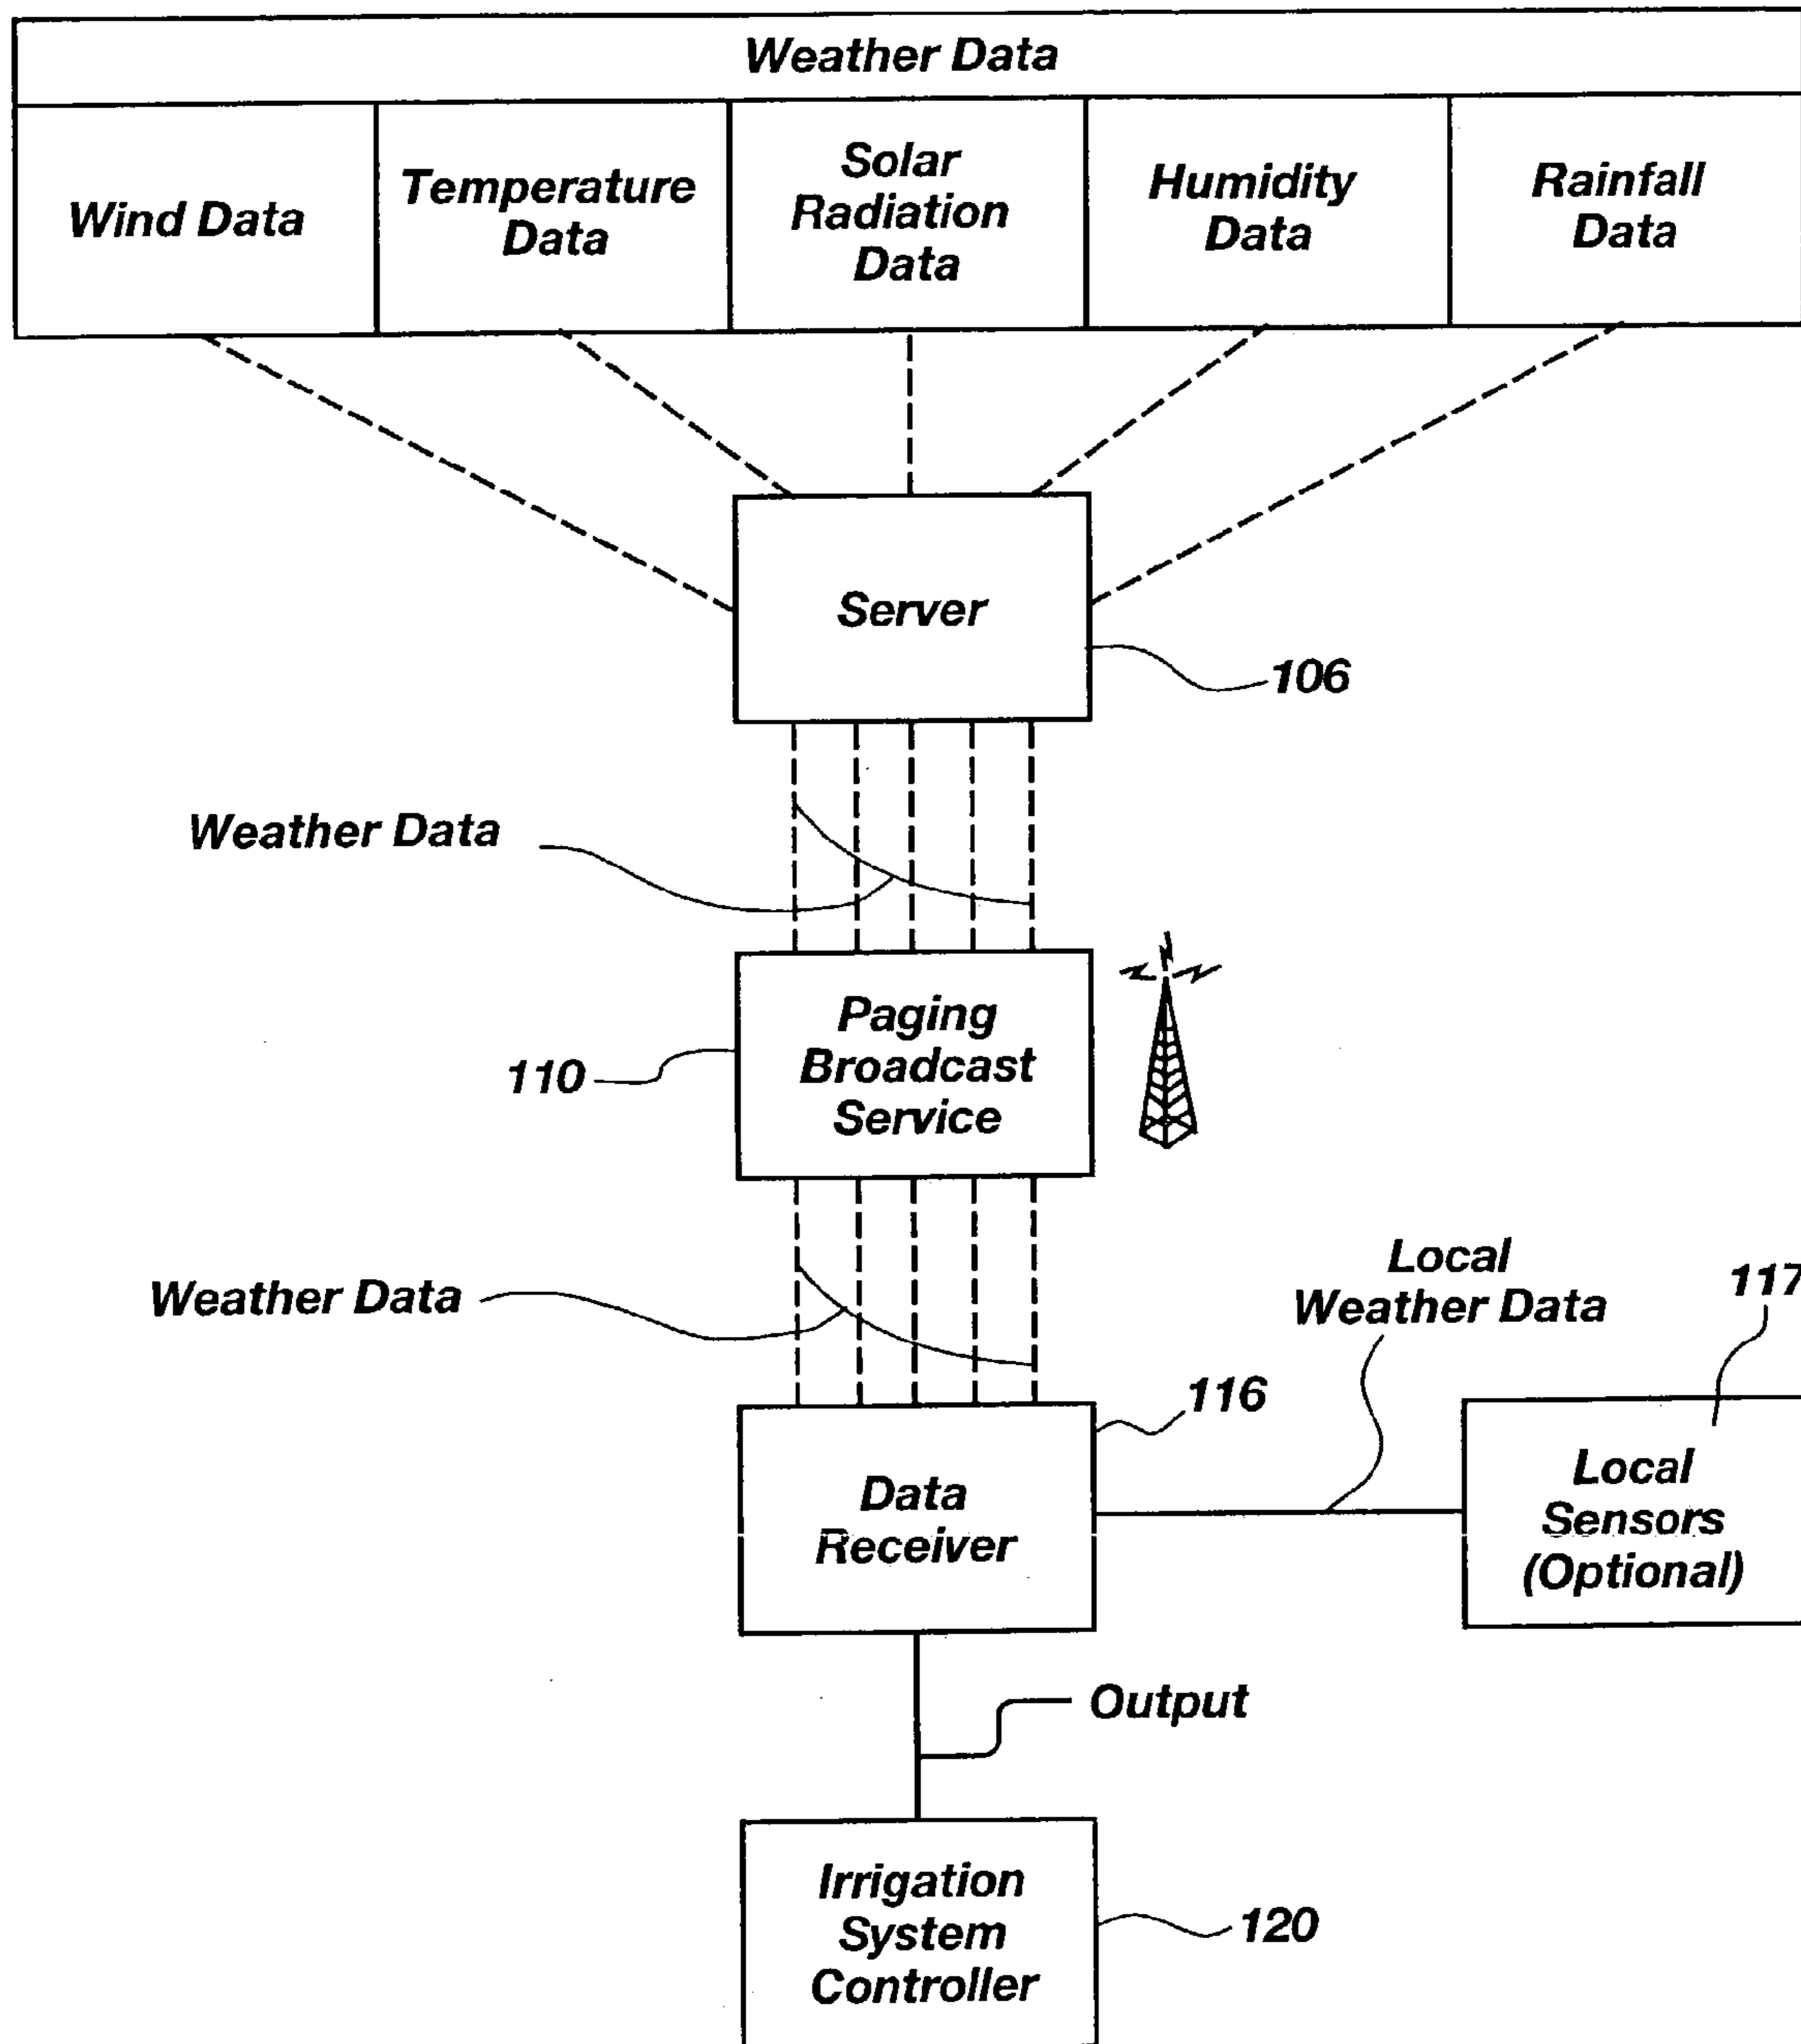 Weather Data
Wind Data
Temperature
Data
Solar
Radiation
Data
Humidity
Data
Rainfall
Data
Server
106
Weather Data
Paging
Broadcast
Service
110
Weather Data
Local
Weather Data
117
116
Data
Receiver
Local
Sensors
(Optional)
Output
Irrigation
System
Controller
120